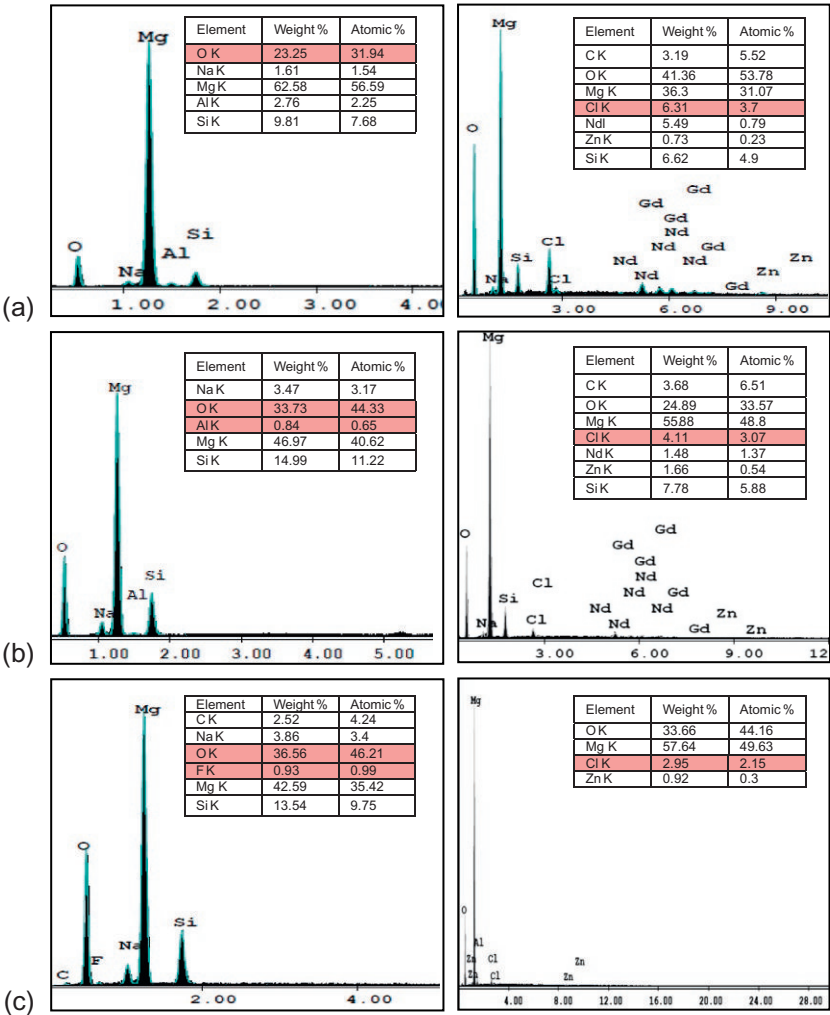 Element Weight % Atomic %
O K 23.25 31.94
Na K 1.61 1.54
Mg K 62.58 56.59
Al K 2.76 2.25
Si K 9.81 7.68
Mg
O
Na
Al
Si
1.00 2.00 3.00 4.00
(a)
Element Weight % Atomic %
C K 3.19 5.52
O K 41.36 53.78
Mg K 36.3 31.07
Cl K 6.31 3.7
Ndl 5.49 0.79
Zn K 0.73 0.23
Si K 6.62 4.9
Mg
O
Na
Si
Cl
Cl
Gd
Gd
Gd
Nd
Nd
Gd
Nd
Nd
Nd
Gd
Zn
Zn
3.00 6.00 9.00
Element Weight % Atomic %
Na K 3.47 3.17
O K 33.73 44.33
Al K 0.84 0.65
Mg K 46.97 40.62
Si K 14.99 11.22
Mg
O
Na
Al
Si
1.00 2.00 3.00 4.00 5.00
(b)
Element Weight % Atomic %
C K 3.68 6.51
O K 24.89 33.57
Mg K 55.88 48.8
Cl K 4.11 3.07
Nd K 1.48 1.37
Zn K 1.66 0.54
Si K 7.78 5.88
Mg
O
Na
Si
Cl
Cl
Gd
Gd
Gd
Nd
Nd
Gd
Nd
Nd
Nd
Gd
Zn
Zn
3.00 6.00 9.00 12
Element Weight % Atomic %
C K 2.52 4.24
Na K 3.86 3.4
O K 36.56 46.21
F K 0.93 0.99
Mg K 42.59 35.42
Si K 13.54 9.75
Mg
O
C
F
Na
Si
2.00 4.00
(c)
Element Weight % Atomic %
O K 33.66 44.16
Mg K 57.64 49.63
Cl K 2.95 2.15
Zn K 0.92 0.3
Mg
O
Al
Zn
Zn
Cl
Cl
Zn
Zn
4.00 8.00 12.00 16.00 20.00 24.00 28.00